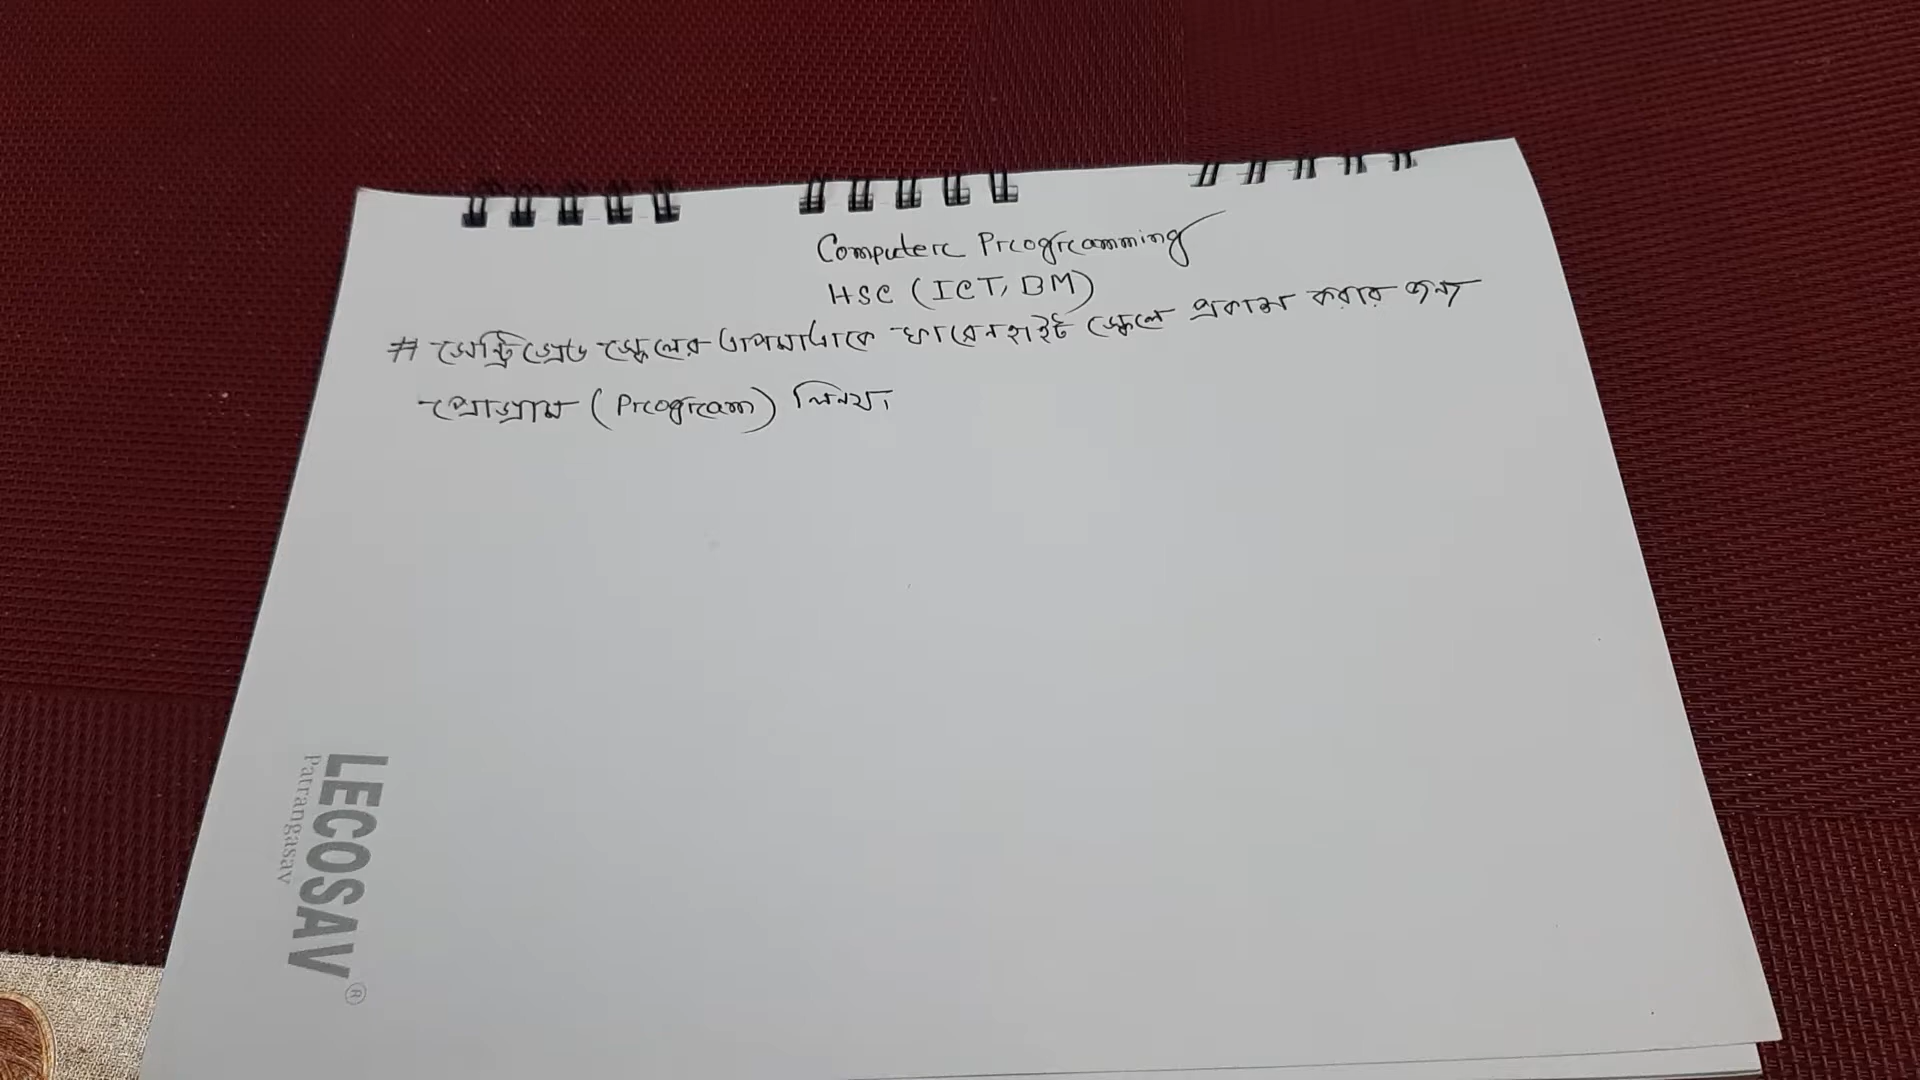 Computer Programming
HSC (ICT, BM)
# সেন্ট্রিগ্রেড স্কেলের তাপমাত্রাকে ফারেনহাইট স্কেলে প্রকাশ করার জন্য
প্রোগ্রাম (Program) লিখ।
LECOSAV ®
Patrangasav